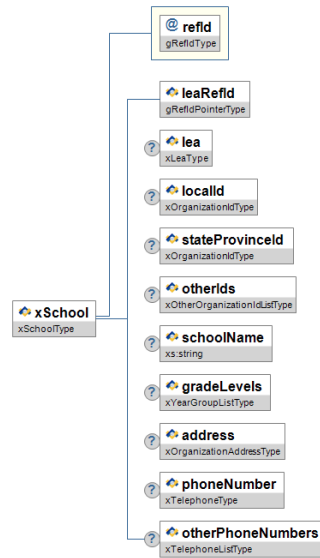 @ refId
gRefIdType
leaRefId
gRefIdPointerType
? lea
xLeaType
? localId
xOrganizationIdType
? stateProvinceId
xOrganizationIdType
? otherIds
xOtherOrganizationIdListType
xSchool
xSchoolType
? schoolName
xs:string
? gradeLevels
xYearGroupListType
? address
xOrganizationAddressType
? phoneNumber
xTelephoneType
? otherPhoneNumbers
xTelephoneListType